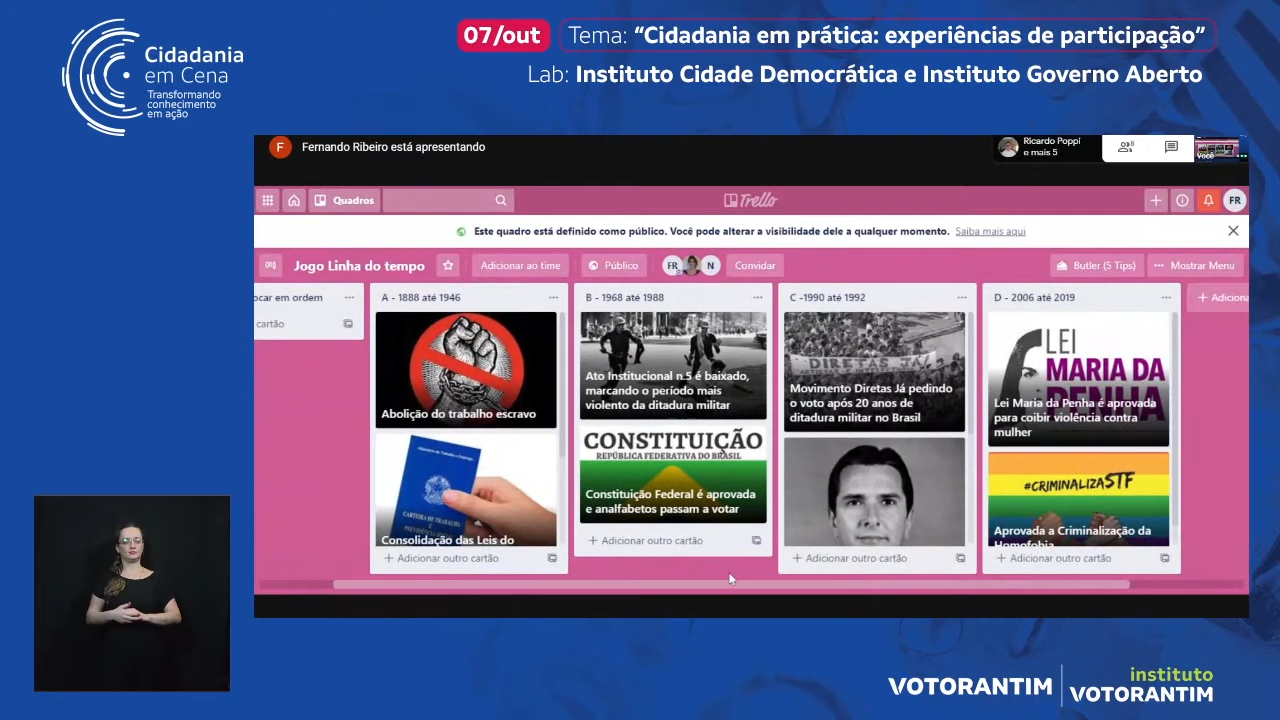 Cidadania
em Cena
Transformando
conhecimento
em ação
07/out
Tema: “Cidadania em prática: experiências de participação”
Lab: Instituto Cidade Democrática e Instituto Governo Aberto
F
Fernando Ribeiro está apresentando
Ricardo Poppi
e mais 5
8
Você
Quadros
Trello
FR
Este quadro está definido como público. Você pode alterar a visibilidade dele a qualquer momento. Saiba mais aqui
Jogo Linha do tempo
Adicionar ao time
Público
FR
N
Convidar
Butler (5 Tips)
Mostrar Menu
ocar em ordem
cartão
A - 1888 até 1946
Abolição do trabalho escravo
CARTEIRA DE TRABALHO
Consolidação das Leis do
+ Adicionar outro cartão
B - 1968 até 1988
Ato Institucional n.5 é baixado,
marcando o período mais
violento da ditadura militar
CONSTITUIÇÃO
REPÚBLICA FEDERATIVA DO BRASIL
Constituição Federal é aprovada
e analfabetos passam a votar
+ Adicionar outro cartão
C -1990 até 1992
DIRETAS JÁ!
Movimento Diretas Já pedindo
o voto após 20 anos de
ditadura militar no Brasil
+ Adicionar outro cartão
D - 2006 até 2019
LEI
MARIA DA
PENHA
Lei Maria da Penha é aprovada
para coibir violência contra
mulher
#CRIMINALIZASTF
Aprovada a Criminalização da
Homofobia
+ Adicionar outro cartão
+ Adiciona
VOTORANTIM
instituto
VOTORANTIM